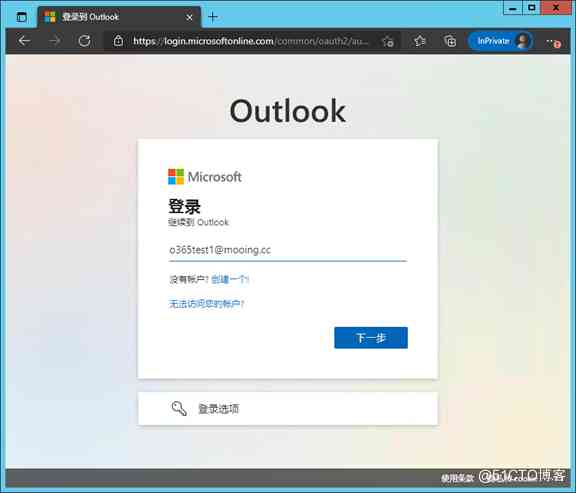 登录到 Outlook
https://login.microsoftonline.com/common/oauth2/au...
InPrivate
Outlook
Microsoft
登录
继续到 Outlook
o365test1@mooing.cc
没有帐户? 创建一个!
无法访问您的帐户?
下一步
登录选项
使用条款
@51CTO博客